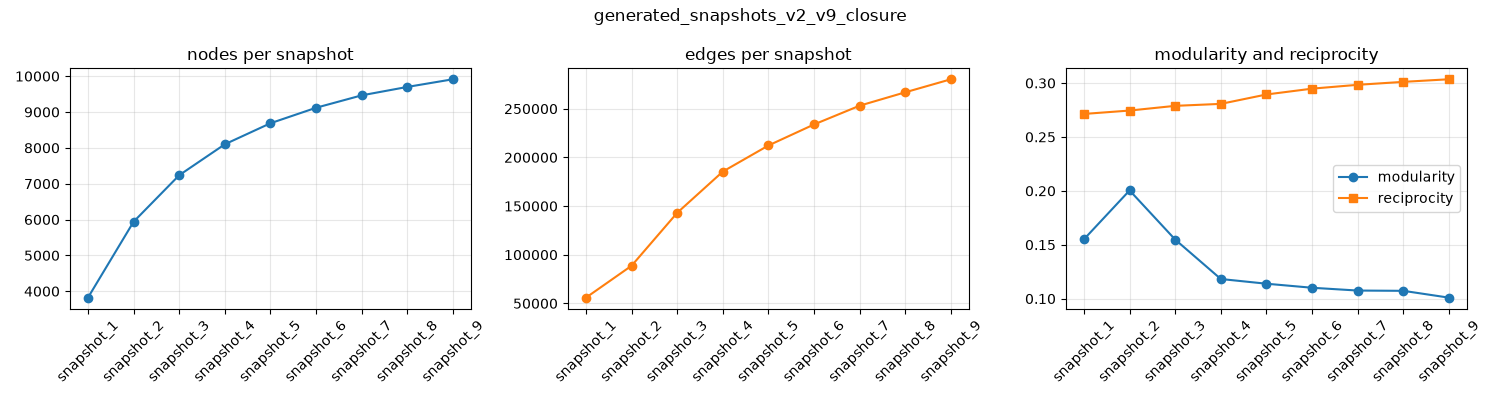 generated_snapshots_v2_v9_closure
nodes per snapshot
10000
9000
8000
7000
6000
5000
4000
snapshot_1
snapshot_2
snapshot_3
snapshot_4
snapshot_5
snapshot_6
snapshot_7
snapshot_8
snapshot_9
edges per snapshot
250000
200000
150000
100000
50000
snapshot_1
snapshot_2
snapshot_3
snapshot_4
snapshot_5
snapshot_6
snapshot_7
snapshot_8
snapshot_9
modularity and reciprocity
0.30
0.25
0.20
0.15
0.10
modularity
reciprocity
snapshot_1
snapshot_2
snapshot_3
snapshot_4
snapshot_5
snapshot_6
snapshot_7
snapshot_8
snapshot_9